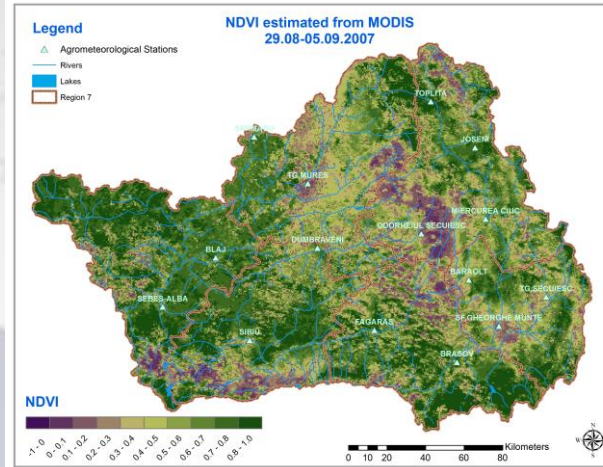 NDVI estimated from MODIS
29.08-05.09.2007
Legend
Agrometeorological Stations
Rivers
Lakes
Region 7
TOPLITA
JOSENI
TG.MURES
MIERCUREA CIUC
ODORHEIUL SECUIESC
DUMBRAVENI
BLAJ
BARAOLT
TG.SECUIESC
SEBES-ALBA
SF.GHEORGHE MUNTE
FAGARAS
SIBIU
BRASOV
NDVI
-1 - 0
0 - 0.1
0.1 - 0.2
0.2 - 0.3
0.3 - 0.4
0.4 - 0.5
0.5 - 0.6
0.6 - 0.7
0.7 - 0.8
0.8 - 1.0
Kilometers
0 10 20 40 60 80
N
W E
S